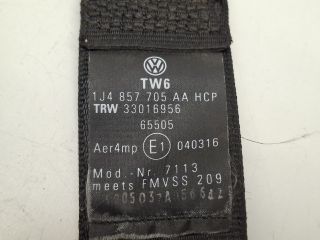 TW6
1J4 857 705 AA HCP
TRW 33016956
65505
Aer4mp E1 040316
Mod.-Nr. 7113
meets FMVSS 209